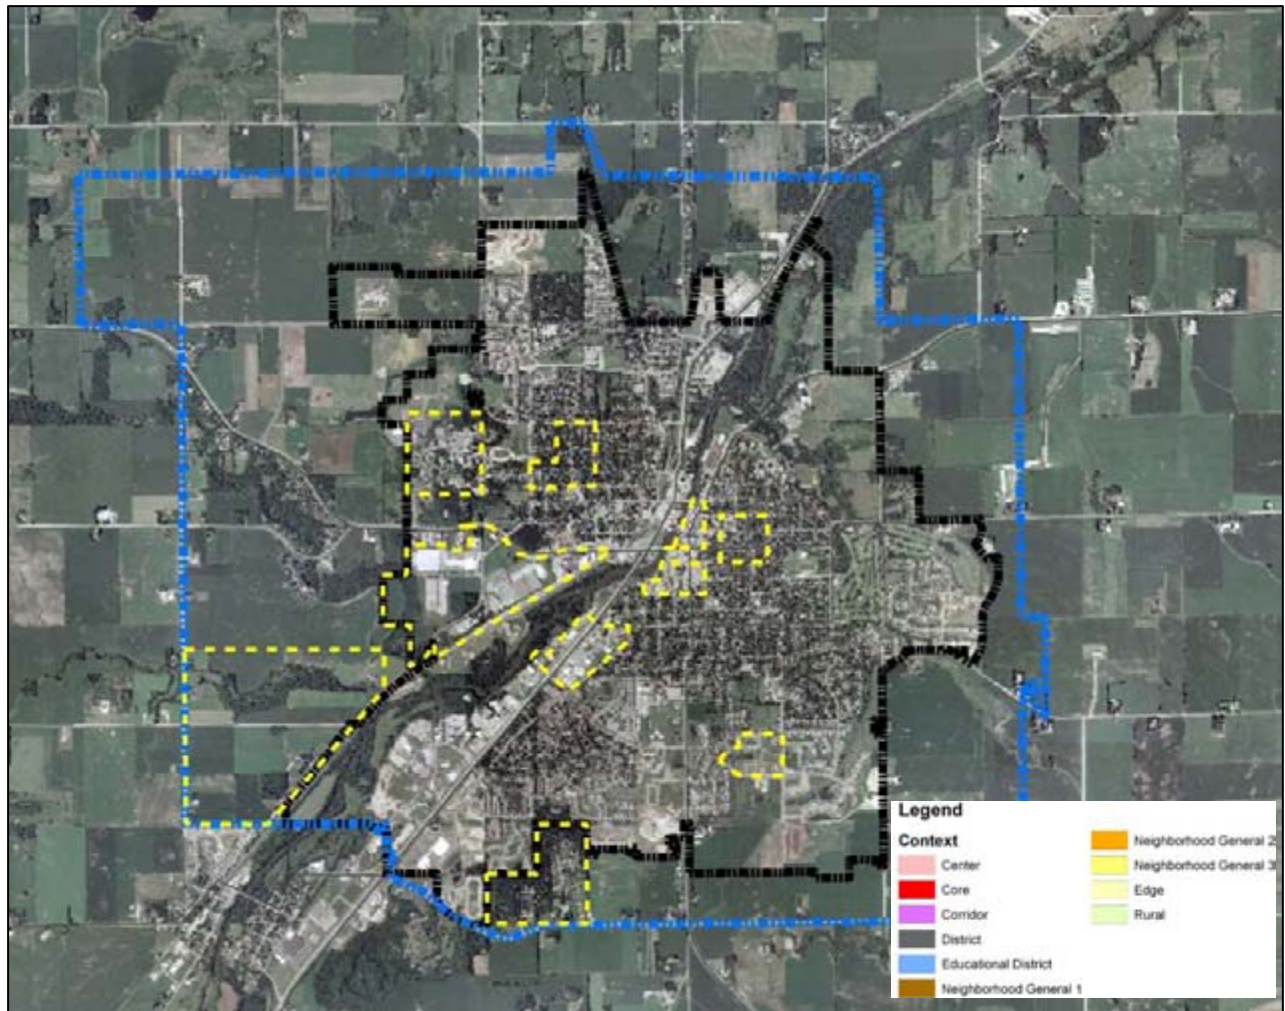 Legend
Context
Center
Core
Corridor
District
Educational District
Neighborhood General 1
Neighborhood General 2
Neighborhood General 3
Edge
Rural